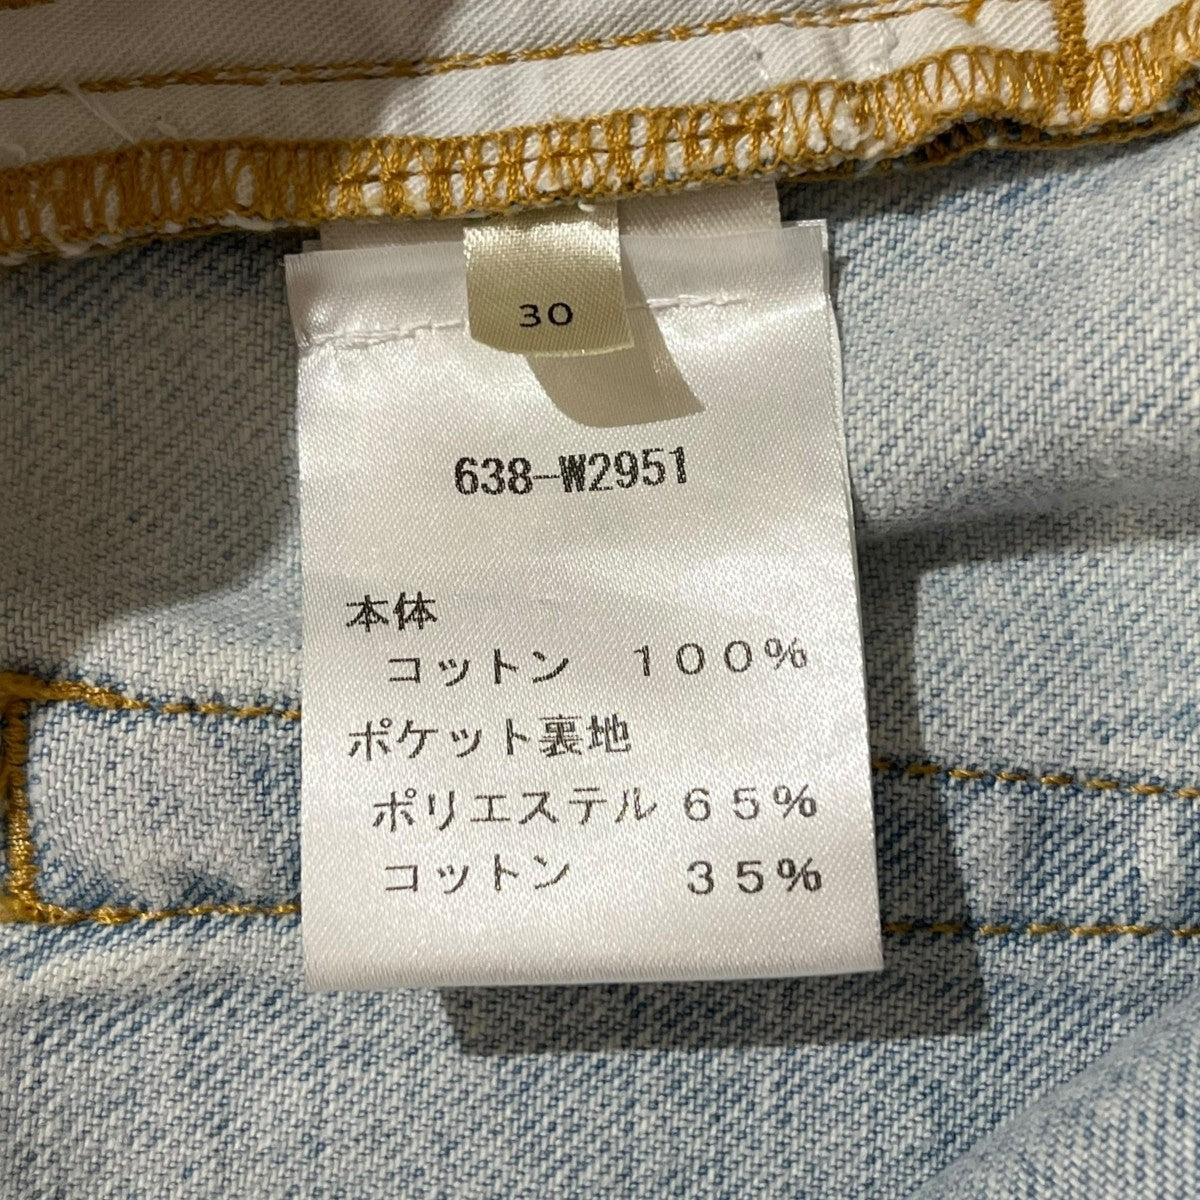 30
638-W2951
本体
コットン １００％
ポケット裏地
ポリエステル ６５％
コットン ３５％